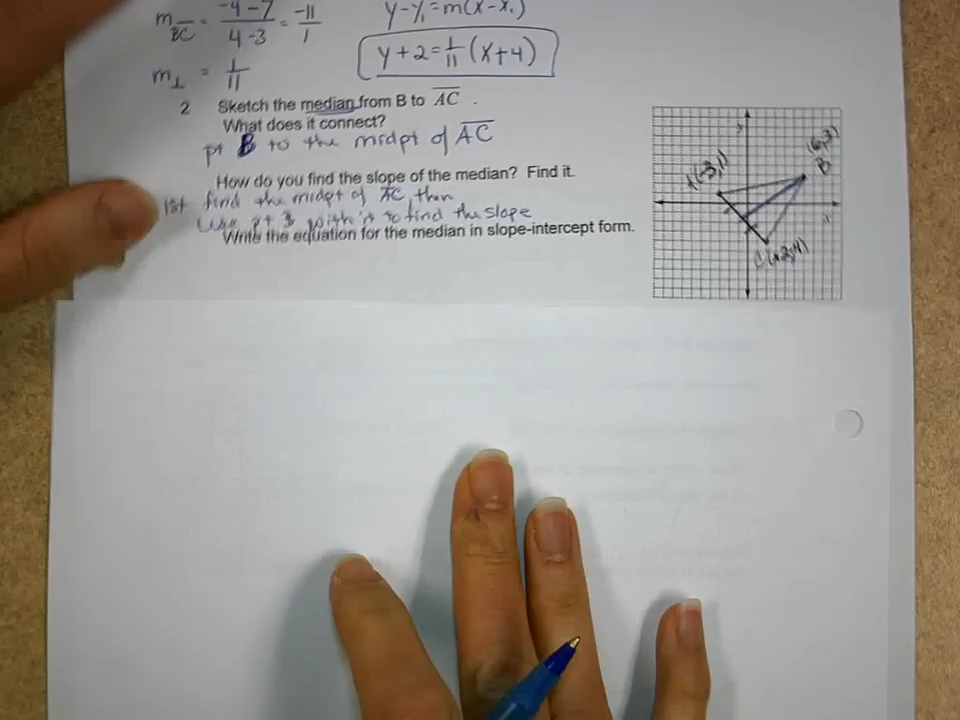 m_BC = -4-7 / 4-3 = -11 / 1
y-y₁ = m(x-x₁)
y+2 = 1/11 (x+4)
m⊥ = 1/11
2 Sketch the median from B to AC .
What does it connect?
pt B to the midpt of AC
How do you find the slope of the median? Find it.
1st find the midpt of AC, then
use pt B with it to find the slope
Write the equation for the median in slope-intercept form.
A(-3,1)
(6,3)
B
y
x